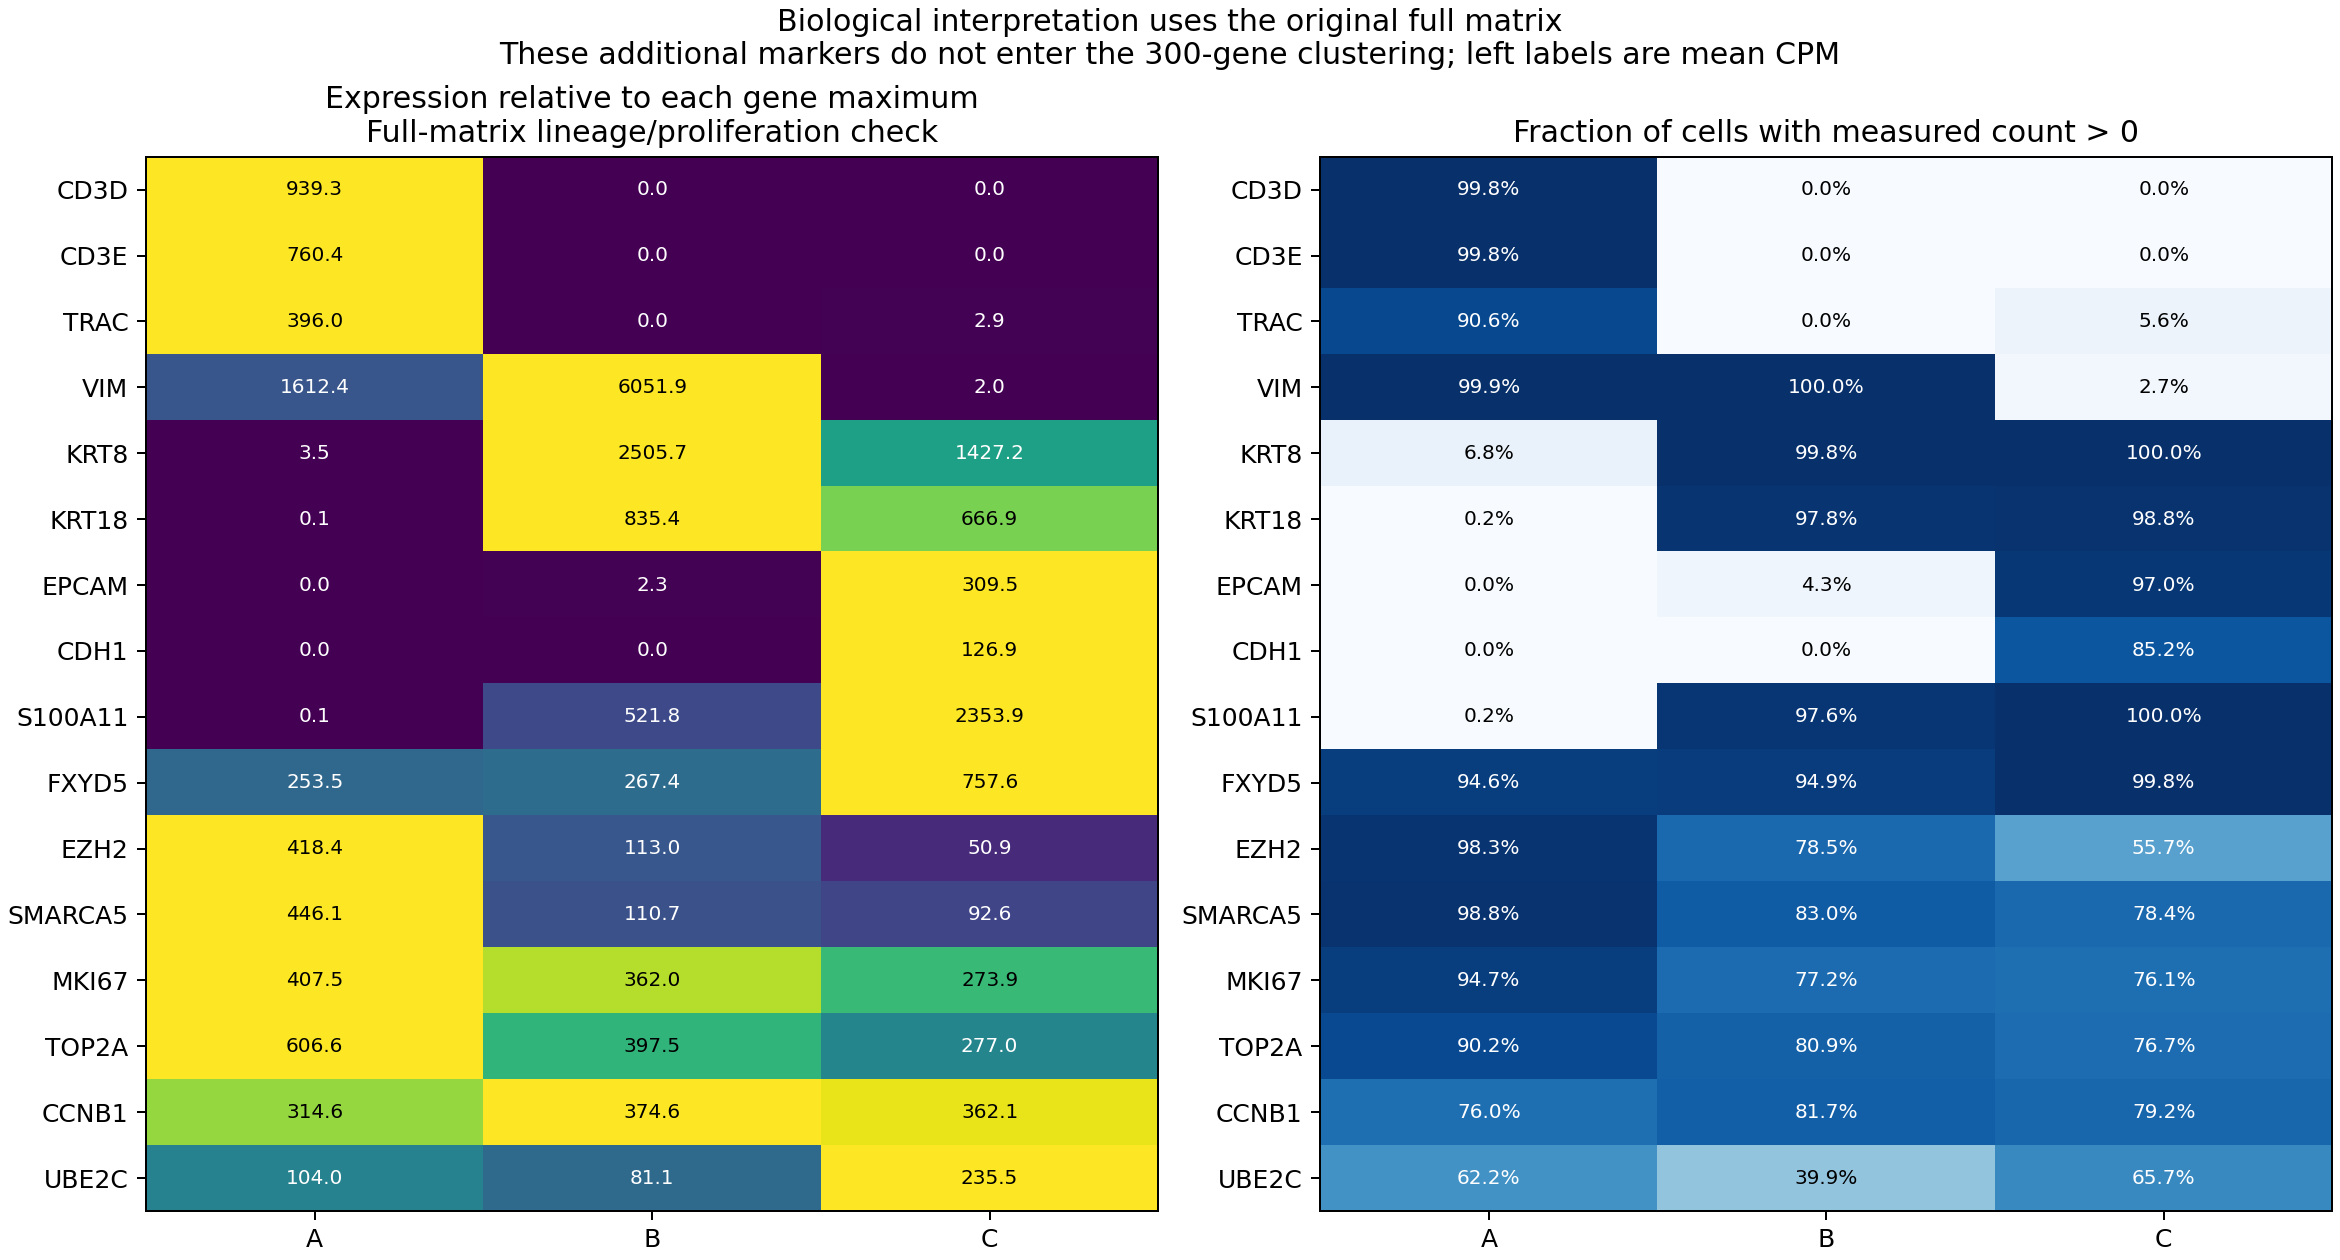 Biological interpretation uses the original full matrix
These additional markers do not enter the 300-gene clustering; left labels are mean CPM
Expression relative to each gene maximum
Full-matrix lineage/proliferation check
CD3D 939.3 0.0 0.0
CD3E 760.4 0.0 0.0
TRAC 396.0 0.0 2.9
VIM 1612.4 6051.9 2.0
KRT8 3.5 2505.7 1427.2
KRT18 0.1 835.4 666.9
EPCAM 0.0 2.3 309.5
CDH1 0.0 0.0 126.9
S100A11 0.1 521.8 2353.9
FXYD5 253.5 267.4 757.6
EZH2 418.4 113.0 50.9
SMARCA5 446.1 110.7 92.6
MKI67 407.5 362.0 273.9
TOP2A 606.6 397.5 277.0
CCNB1 314.6 374.6 362.1
UBE2C 104.0 81.1 235.5
A B C
Fraction of cells with measured count > 0
CD3D 99.8% 0.0% 0.0%
CD3E 99.8% 0.0% 0.0%
TRAC 90.6% 0.0% 5.6%
VIM 99.9% 100.0% 2.7%
KRT8 6.8% 99.8% 100.0%
KRT18 0.2% 97.8% 98.8%
EPCAM 0.0% 4.3% 97.0%
CDH1 0.0% 0.0% 85.2%
S100A11 0.2% 97.6% 100.0%
FXYD5 94.6% 94.9% 99.8%
EZH2 98.3% 78.5% 55.7%
SMARCA5 98.8% 83.0% 78.4%
MKI67 94.7% 77.2% 76.1%
TOP2A 90.2% 80.9% 76.7%
CCNB1 76.0% 81.7% 79.2%
UBE2C 62.2% 39.9% 65.7%
A B C